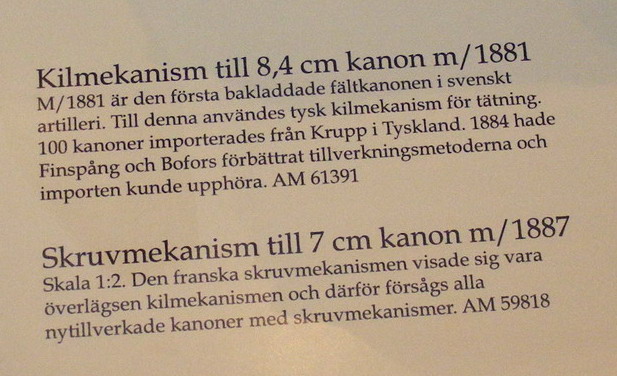 Kilmekanism till 8,4 cm kanon m/1881
M/1881 är den första bakladdade fältkanonen i svenskt
artilleri. Till denna användes tysk kilmekanism för tätning.
100 kanoner importerades från Krupp i Tyskland. 1884 hade
Finspång och Bofors förbättrat tillverkningsmetoderna och
importen kunde upphöra. AM 61391
Skruvmekanism till 7 cm kanon m/1887
Skala 1:2. Den franska skruvmekanismen visade sig vara
överlägsen kilmekanismen och därför försågs alla
nytillverkade kanoner med skruvmekanismer. AM 59818